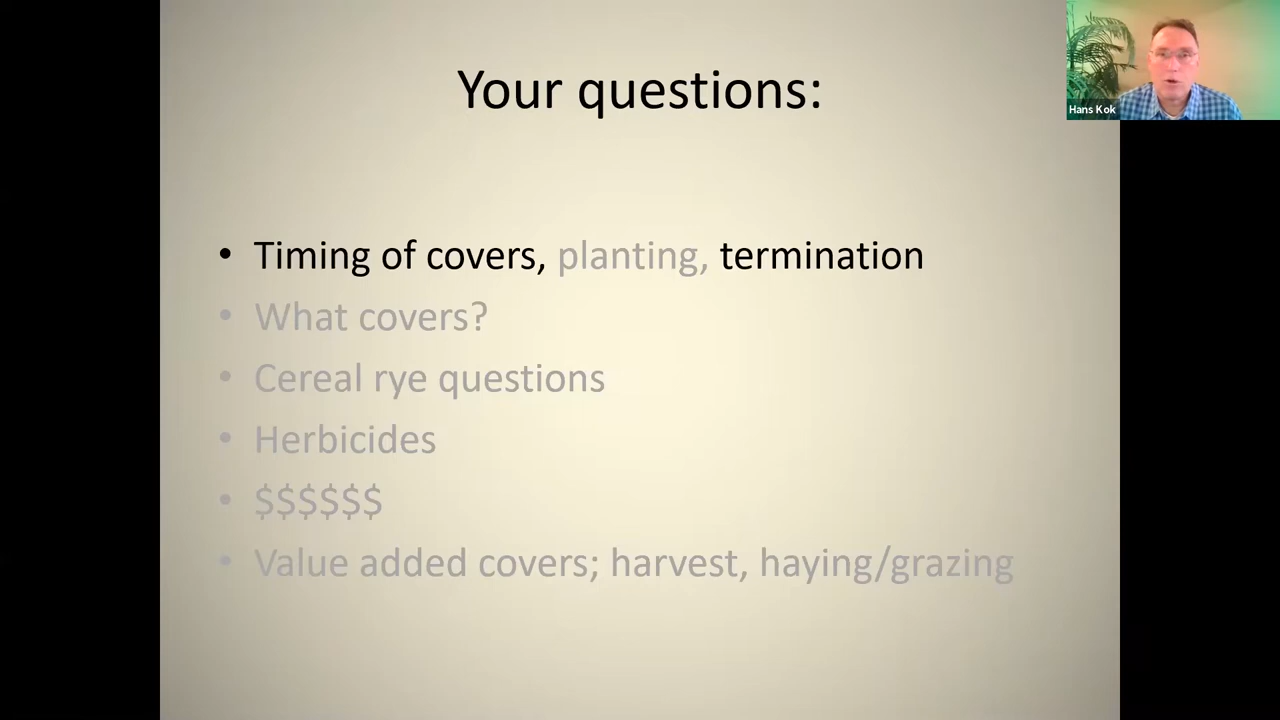 Your questions:
Hans Kok
• Timing of covers, planting, termination
• What covers?
• Cereal rye questions
• Herbicides
• $$$$$$
• Value added covers; harvest, haying/grazing